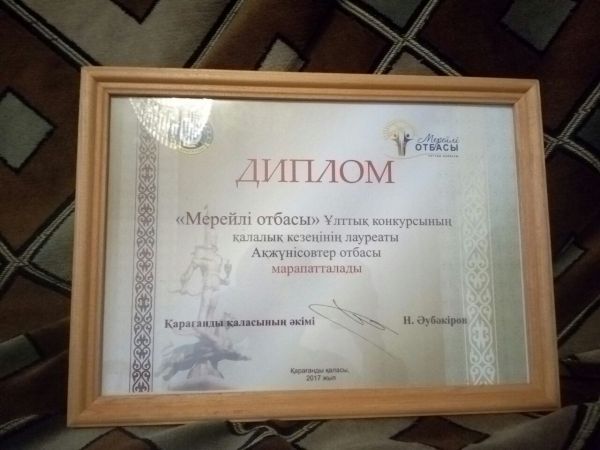 Мерейлі
ОТБАСЫ
ДИПЛОМ
«Мерейлі отбасы» Ұлттық конкурсының
қалалық кезеңінің лауреаты
Ақжүнісовтер отбасы
марапатталады
Қарағанды қаласының әкімі Н. Әубәкіров
Қарағанды қаласы,
2017 жыл